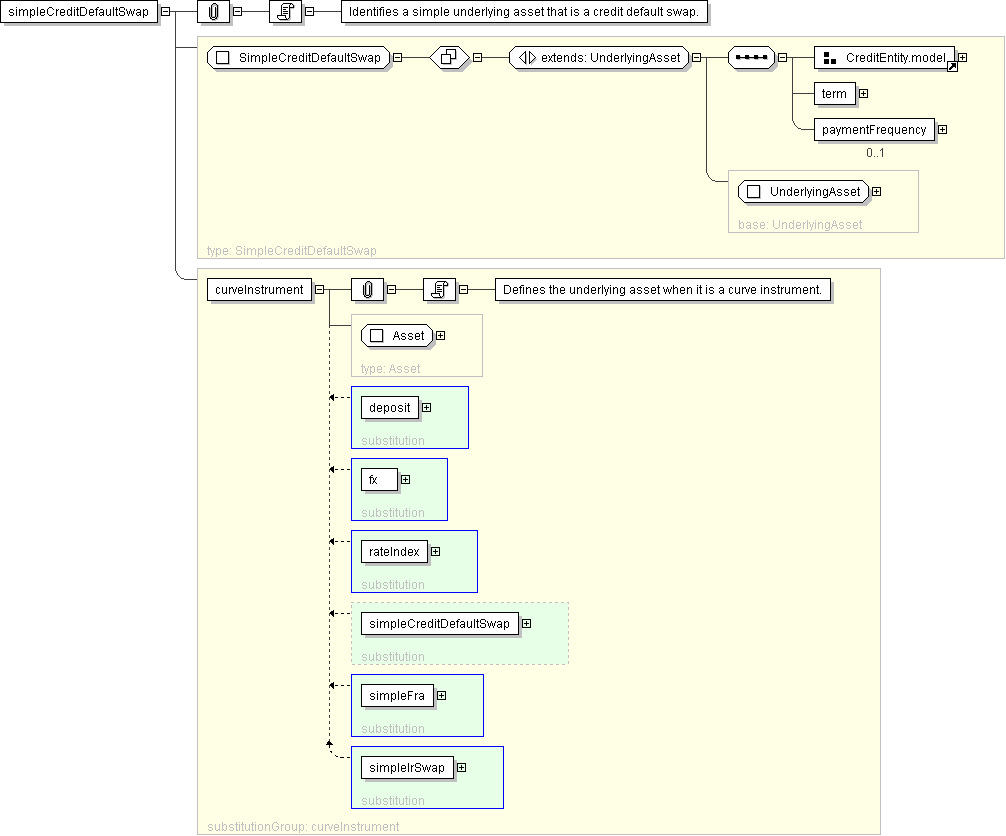 simpleCreditDefaultSwap
Identifies a simple underlying asset that is a credit default swap.
SimpleCreditDefaultSwap
extends: UnderlyingAsset
CreditEntity.model
term
paymentFrequency
0..1
UnderlyingAsset
base: UnderlyingAsset
type: SimpleCreditDefaultSwap
curveInstrument
Defines the underlying asset when it is a curve instrument.
Asset
type: Asset
deposit
substitution
fx
substitution
rateIndex
substitution
simpleCreditDefaultSwap
substitution
simpleFra
substitution
simpleIrSwap
substitution
substitutionGroup: curveInstrument